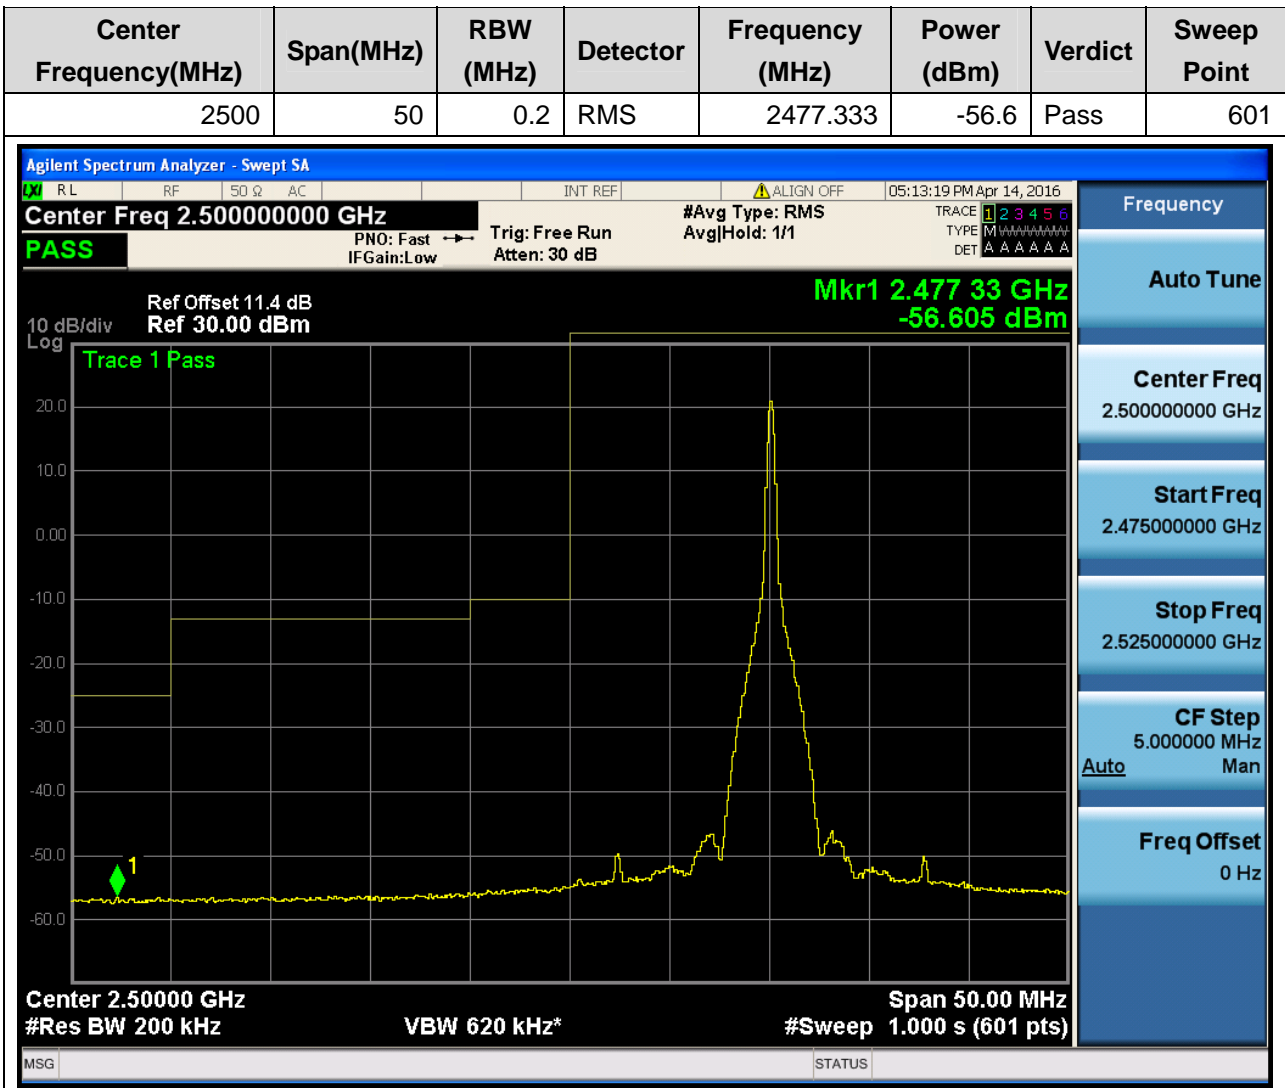 Center Frequency(MHz) Span(MHz) RBW (MHz) Detector Frequency (MHz) Power (dBm) Verdict Sweep Point
2500 50 0.2 RMS 2477.333 -56.6 Pass 601
Agilent Spectrum Analyzer - Swept SA
LXI RL RF 50 Ω AC INT REF ALIGN OFF 05:13:19 PM Apr 14, 2016
Center Freq 2.500000000 GHz
PASS
PNO: Fast
IFGain:Low
Trig: Free Run
Atten: 30 dB
#Avg Type: RMS
Avg|Hold: 1/1
TRACE 1 2 3 4 5 6
TYPE M WWWWW
DET A A A A A A
Mkr1 2.477 33 GHz
-56.605 dBm
Ref Offset 11.4 dB
10 dB/div Ref 30.00 dBm
Log
Trace 1 Pass
20.0
10.0
0.00
-10.0
-20.0
-30.0
-40.0
-50.0
-60.0
1
Center 2.50000 GHz Span 50.00 MHz
#Res BW 200 kHz VBW 620 kHz* #Sweep 1.000 s (601 pts)
MSG STATUS
Frequency
Auto Tune
Center Freq
2.500000000 GHz
Start Freq
2.475000000 GHz
Stop Freq
2.525000000 GHz
CF Step
5.000000 MHz
Auto Man
Freq Offset
0 Hz